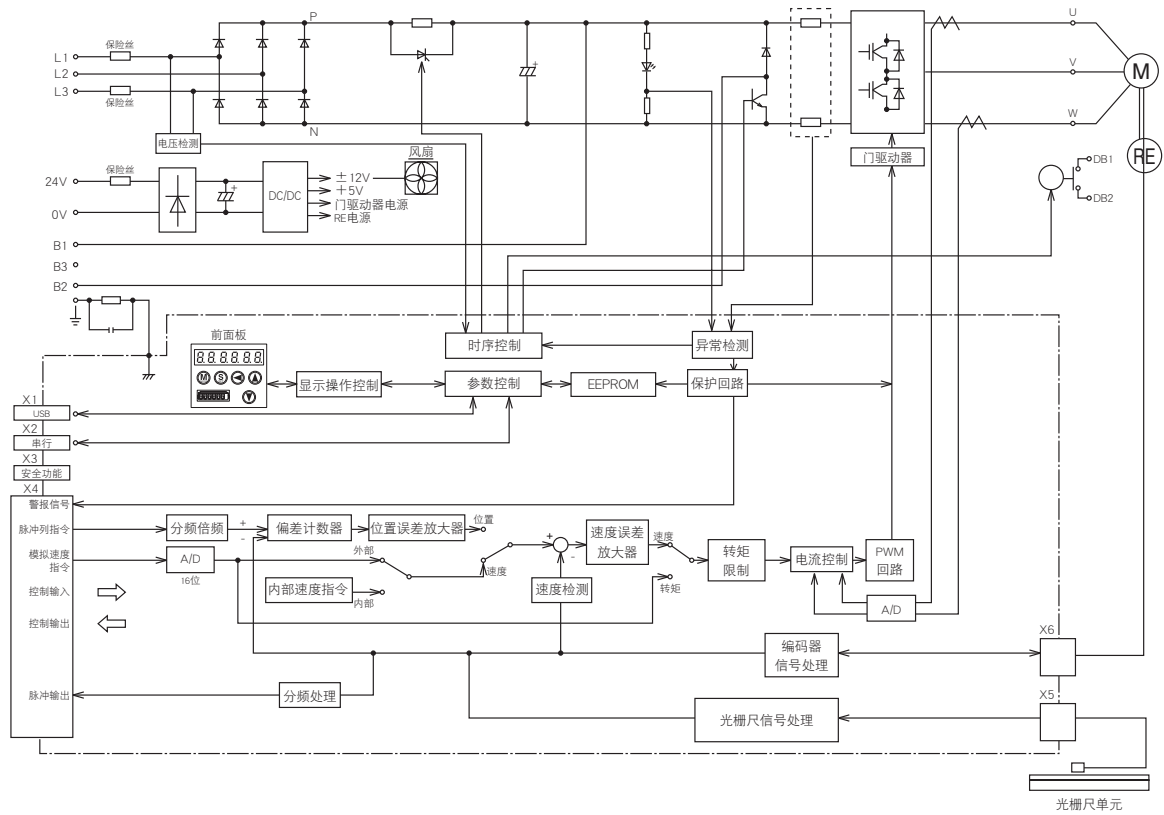 P
U
保险丝
L1
L2
V
M
L3
保险丝
N
W
电压检测
风扇
门驱动器
RE
DB1
保险丝
24V
DC/DC
±12V
+5V
门驱动器电源
RE电源
DB2
0V
B1
B3
B2
前面板
时序控制
异常检测
8.8.8.8.8.8.
M
S
显示操作控制
参数控制
EEPROM
保护回路
X1
USB
X2
串行
X3
安全功能
X4
警报信号
脉冲列指令
分频倍频
+
-
偏差计数器
位置误差放大器
位置
+
-
速度误差
放大器
速度
模拟速度
指令
A/D
16位
外部
速度
转矩
限制
电流控制
PWM
回路
控制输入
内部速度指令
内部
速度检测
转矩
A/D
控制输出
X6
编码器
信号处理
脉冲输出
分频处理
X5
光栅尺信号处理
光栅尺单元